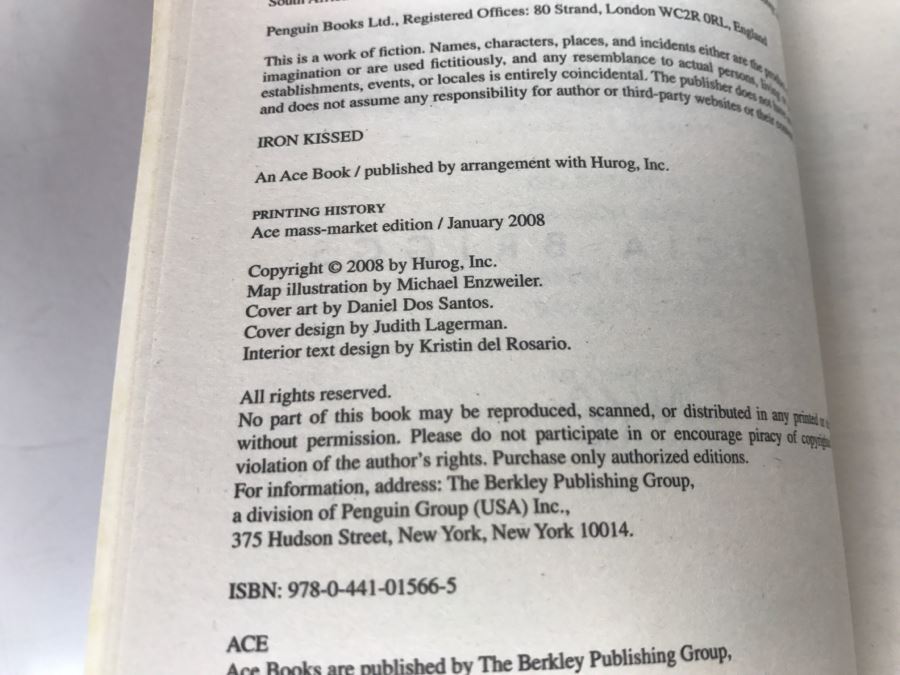 South
Penguin Books Ltd., Registered Offices: 80 Strand, London WC2R 0RL, England
This is a work of fiction. Names, characters, places, and incidents either are the
imagination or are used fictitiously, and any resemblance to actual persons, living
establishments, events, or locales is entirely coincidental. The publisher does not have
and does not assume any responsibility for author or third-party websites or their
IRON KISSED
An Ace Book / published by arrangement with Hurog, Inc.
PRINTING HISTORY
Ace mass-market edition / January 2008
Copyright © 2008 by Hurog, Inc.
Map illustration by Michael Enzweiler.
Cover art by Daniel Dos Santos.
Cover design by Judith Lagerman.
Interior text design by Kristin del Rosario.
All rights reserved.
No part of this book may be reproduced, scanned, or distributed in any printed or
without permission. Please do not participate in or encourage piracy of
violation of the author's rights. Purchase only authorized editions.
For information, address: The Berkley Publishing Group,
a division of Penguin Group (USA) Inc.,
375 Hudson Street, New York, New York 10014.
ISBN: 978-0-441-01566-5
ACE
Ace Books are published by The Berkley Publishing Group,